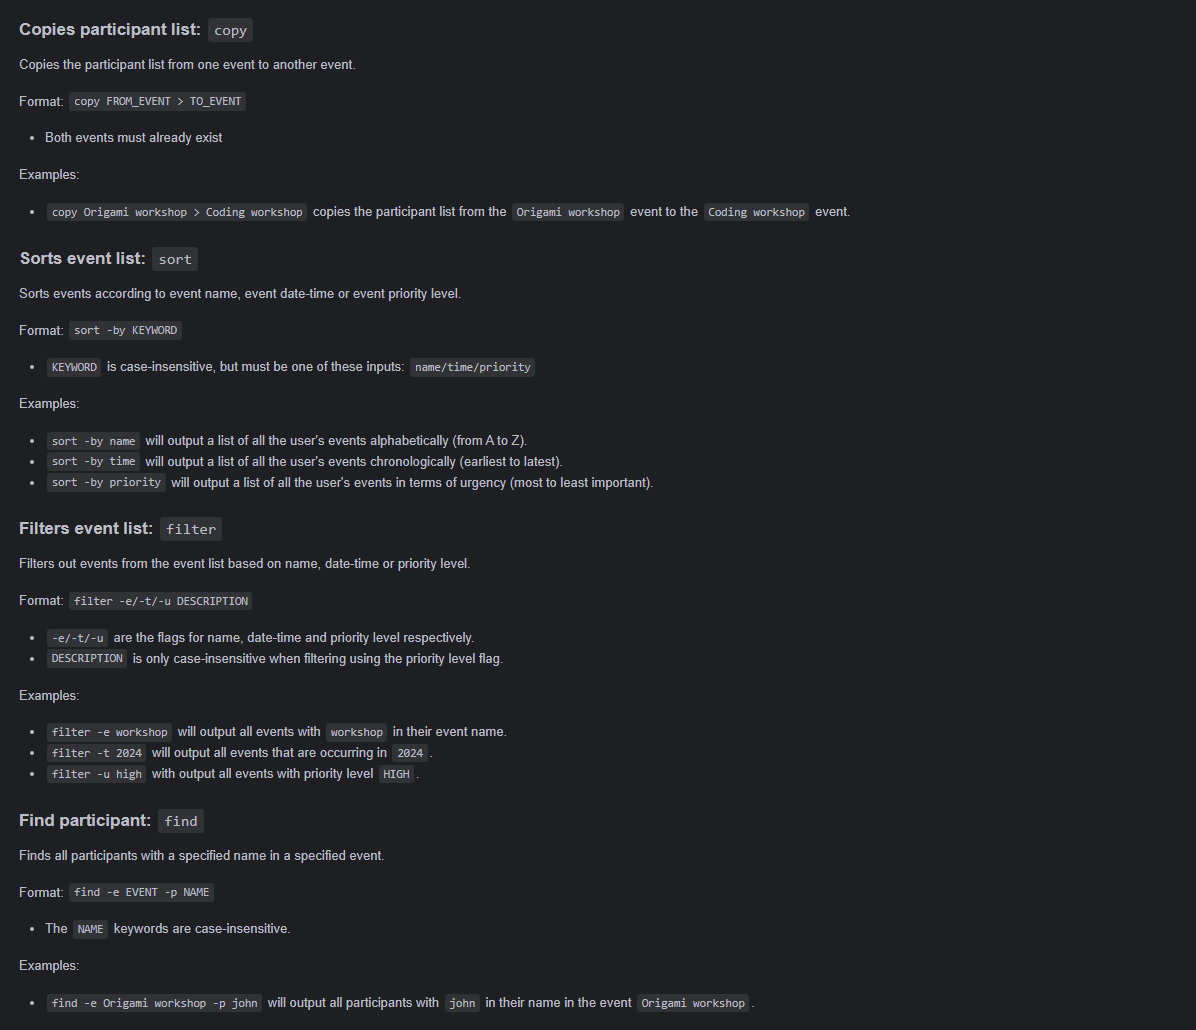 Copies participant list: copy
Copies the participant list from one event to another event.
Format: copy FROM_EVENT > TO_EVENT
• Both events must already exist
Examples:
• copy Origami workshop > Coding workshop copies the participant list from the Origami workshop event to the Coding workshop event.
Sorts event list: sort
Sorts events according to event name, event date-time or event priority level.
Format: sort -by KEYWORD
• KEYWORD is case-insensitive, but must be one of these inputs: name/time/priority
Examples:
• sort -by name will output a list of all the user's events alphabetically (from A to Z).
• sort -by time will output a list of all the user's events chronologically (earliest to latest).
• sort -by priority will output a list of all the user's events in terms of urgency (most to least important).
Filters event list: filter
Filters out events from the event list based on name, date-time or priority level.
Format: filter -e/-t/-u DESCRIPTION
• -e/-t/-u are the flags for name, date-time and priority level respectively.
• DESCRIPTION is only case-insensitive when filtering using the priority level flag.
Examples:
• filter -e workshop will output all events with workshop in their event name.
• filter -t 2024 will output all events that are occurring in 2024.
• filter -u high with output all events with priority level HIGH.
Find participant: find
Finds all participants with a specified name in a specified event.
Format: find -e EVENT -p NAME
• The NAME keywords are case-insensitive.
Examples:
• find -e Origami workshop -p john will output all participants with john in their name in the event Origami workshop.